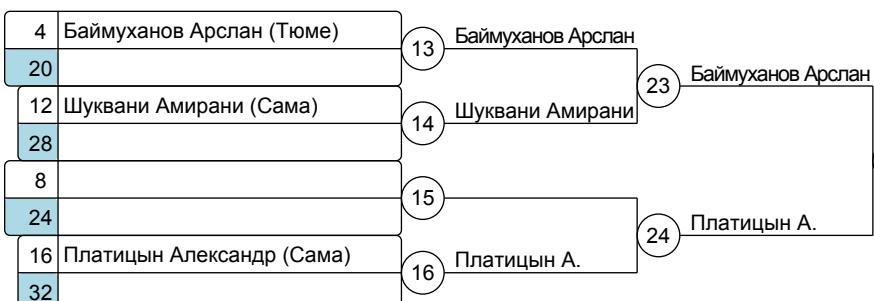 4 Баймуханов Арслан (Тюме)
20
12 Шуквани Амирани (Сама)
28
8
24
16 Платицын Александр (Сама)
32
13 Баймуханов Арслан
14 Шуквани Амирани
15
16 Платицын А.
23 Баймуханов Арслан
24 Платицын А.